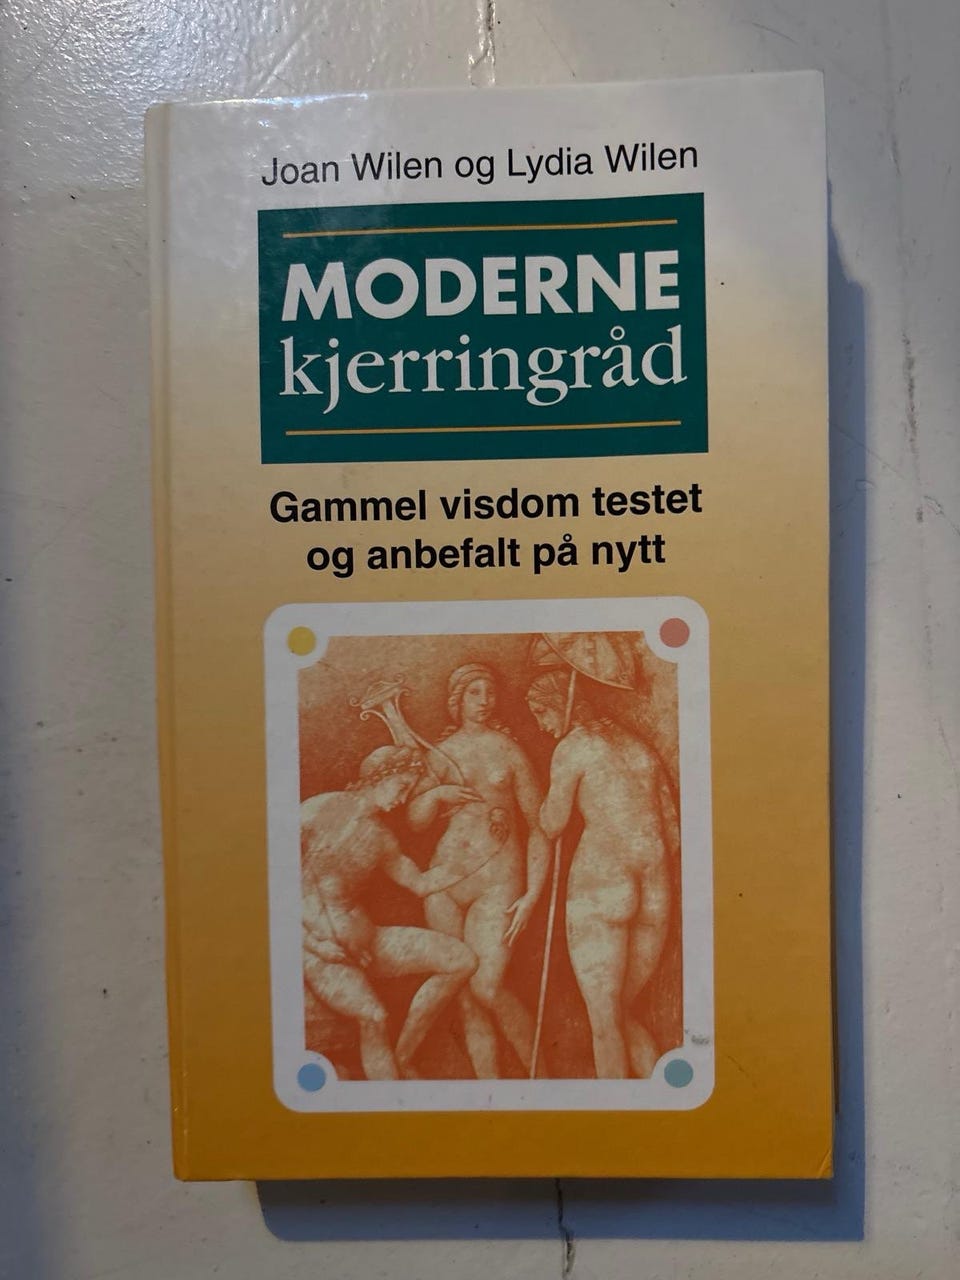 Joan Wilen og Lydia Wilen
MODERNE
kjerringråd
Gammel visdom testet
og anbefalt på nytt